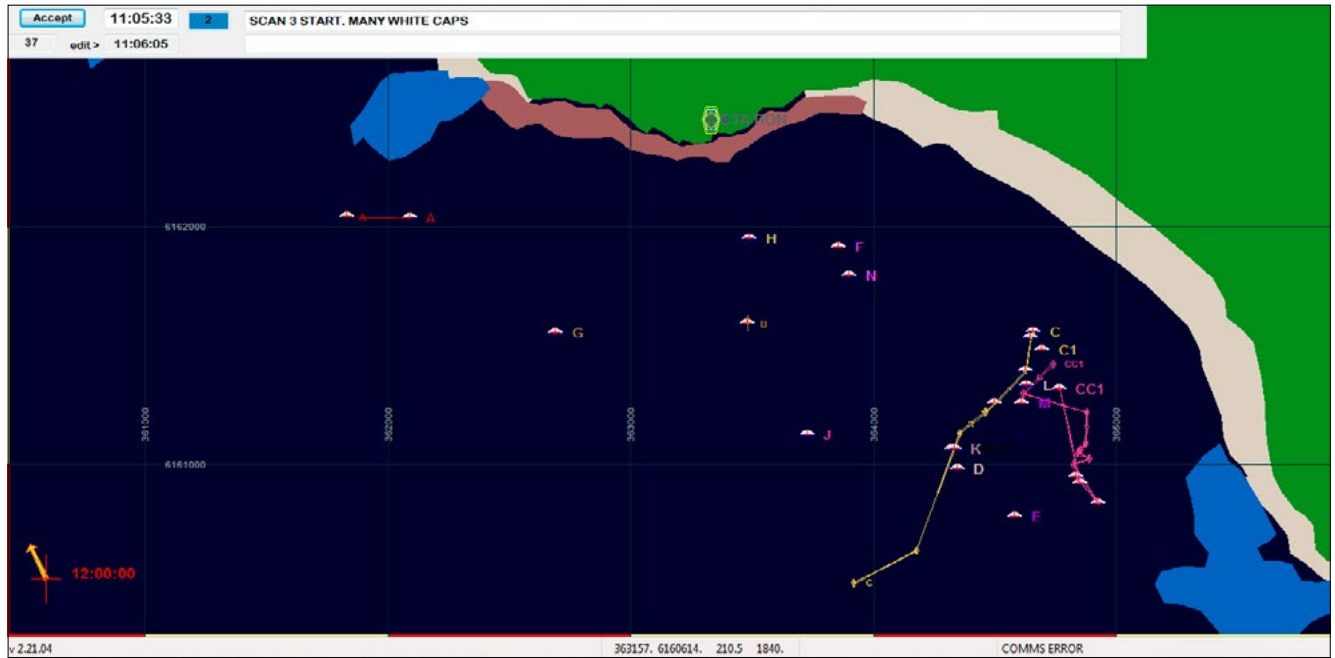 Accept 11:05:33 2 SCAN 3 START. MANY WHITE CAPS
37 edit > 11:06:05
STATION
A A
6162000
H F
N
G B C
C1
CC1
L CC1
M
361000 362000 363000 364000 365000
J
K
D
6161000
E
12:00:00
C
v 2.21.04 363157. 6160614. 210.5 1840. COMMS ERROR